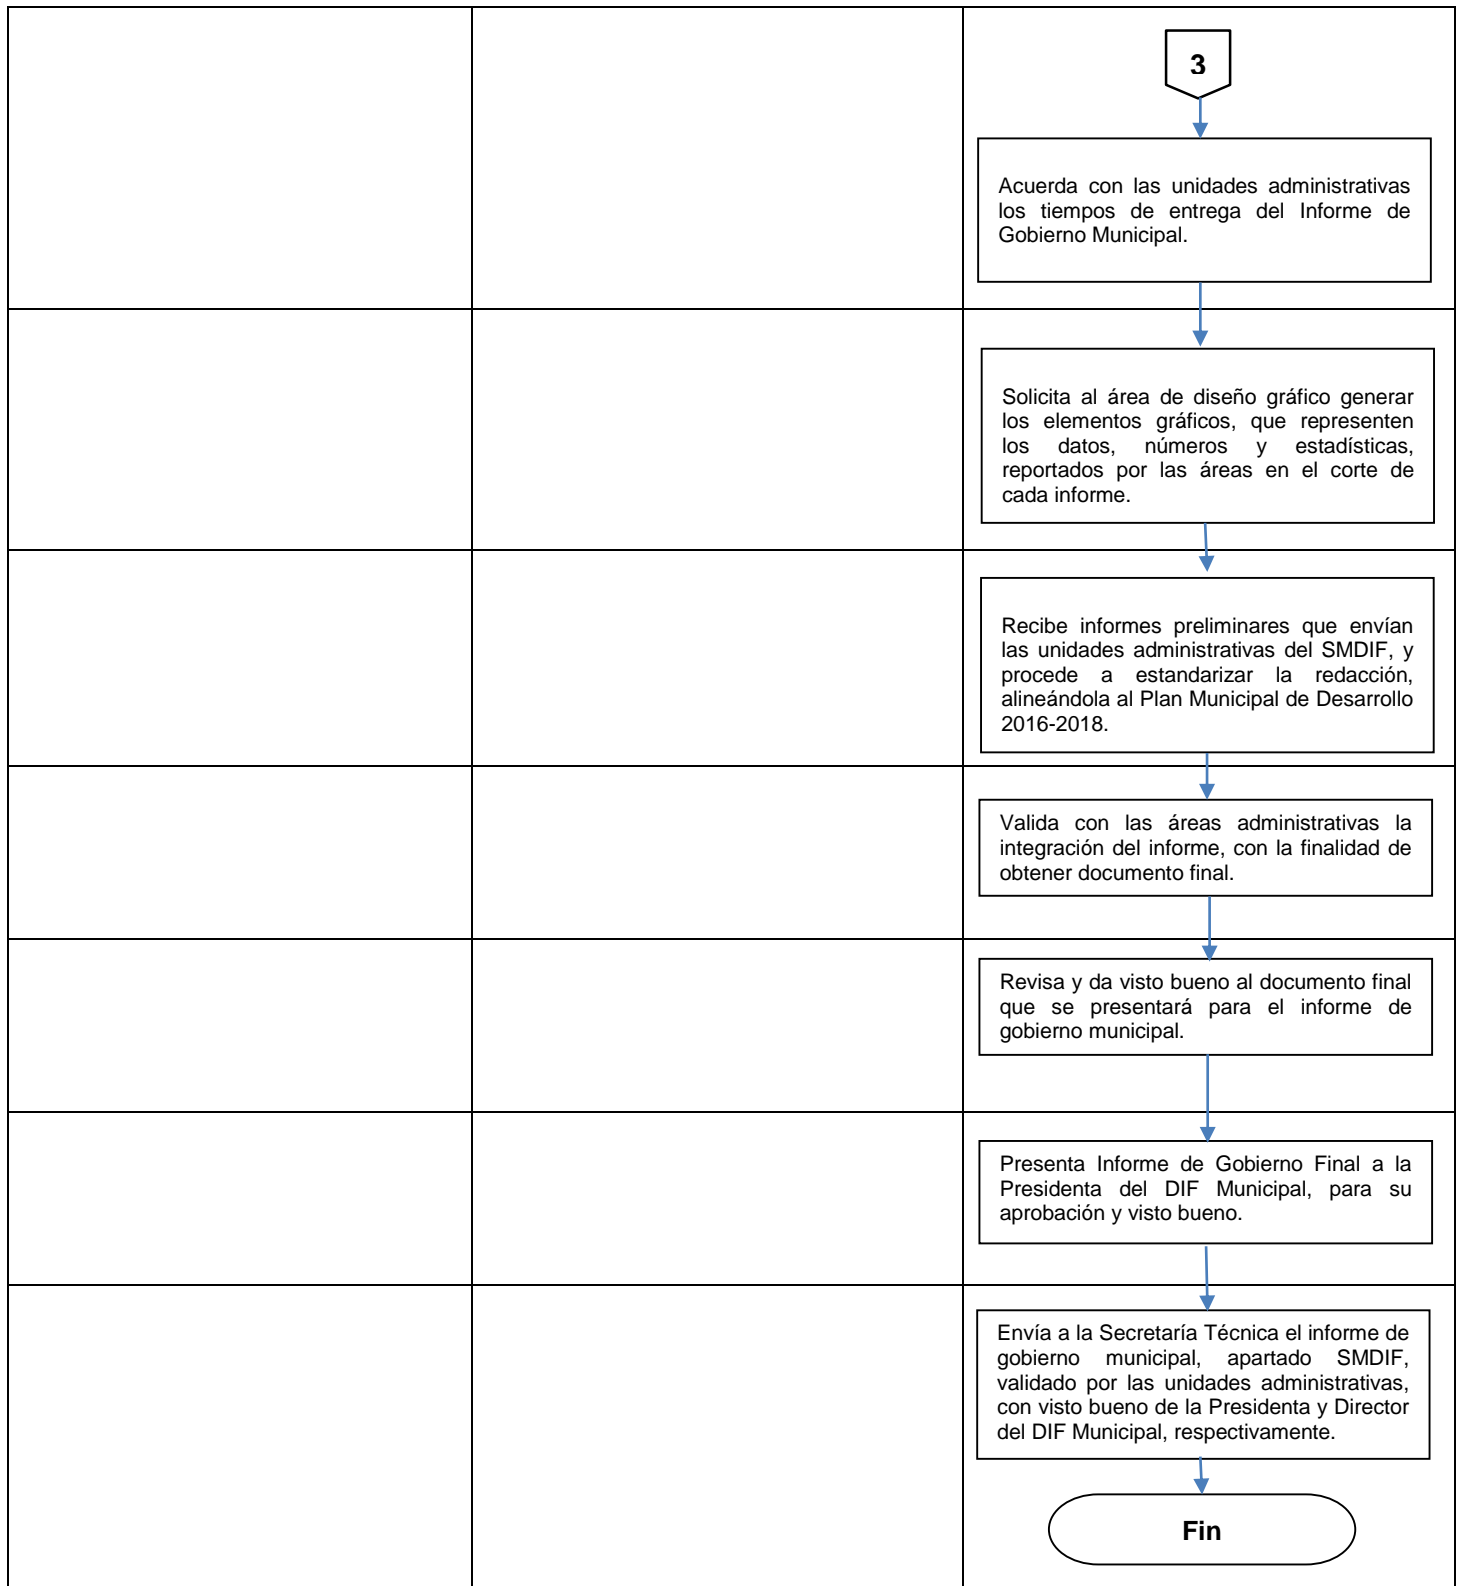 3
Acuerda con las unidades administrativas
los tiempos de entrega del Informe de
Gobierno Municipal.
Solicita al área de diseño gráfico generar
los elementos gráficos, que representen
los datos, números y estadísticas,
reportados por las áreas en el corte de
cada informe.
Recibe informes preliminares que envían
las unidades administrativas del SMDIF, y
procede a estandarizar la redacción,
alineándola al Plan Municipal de Desarrollo
2016-2018.
Valida con las áreas administrativas la
integración del informe, con la finalidad de
obtener documento final.
Revisa y da visto bueno al documento final
que se presentará para el informe de
gobierno municipal.
Presenta Informe de Gobierno Final a la
Presidenta del DIF Municipal, para su
aprobación y visto bueno.
Envía a la Secretaría Técnica el informe de
gobierno municipal, apartado SMDIF,
validado por las unidades administrativas,
con visto bueno de la Presidenta y Director
del DIF Municipal, respectivamente.
Fin